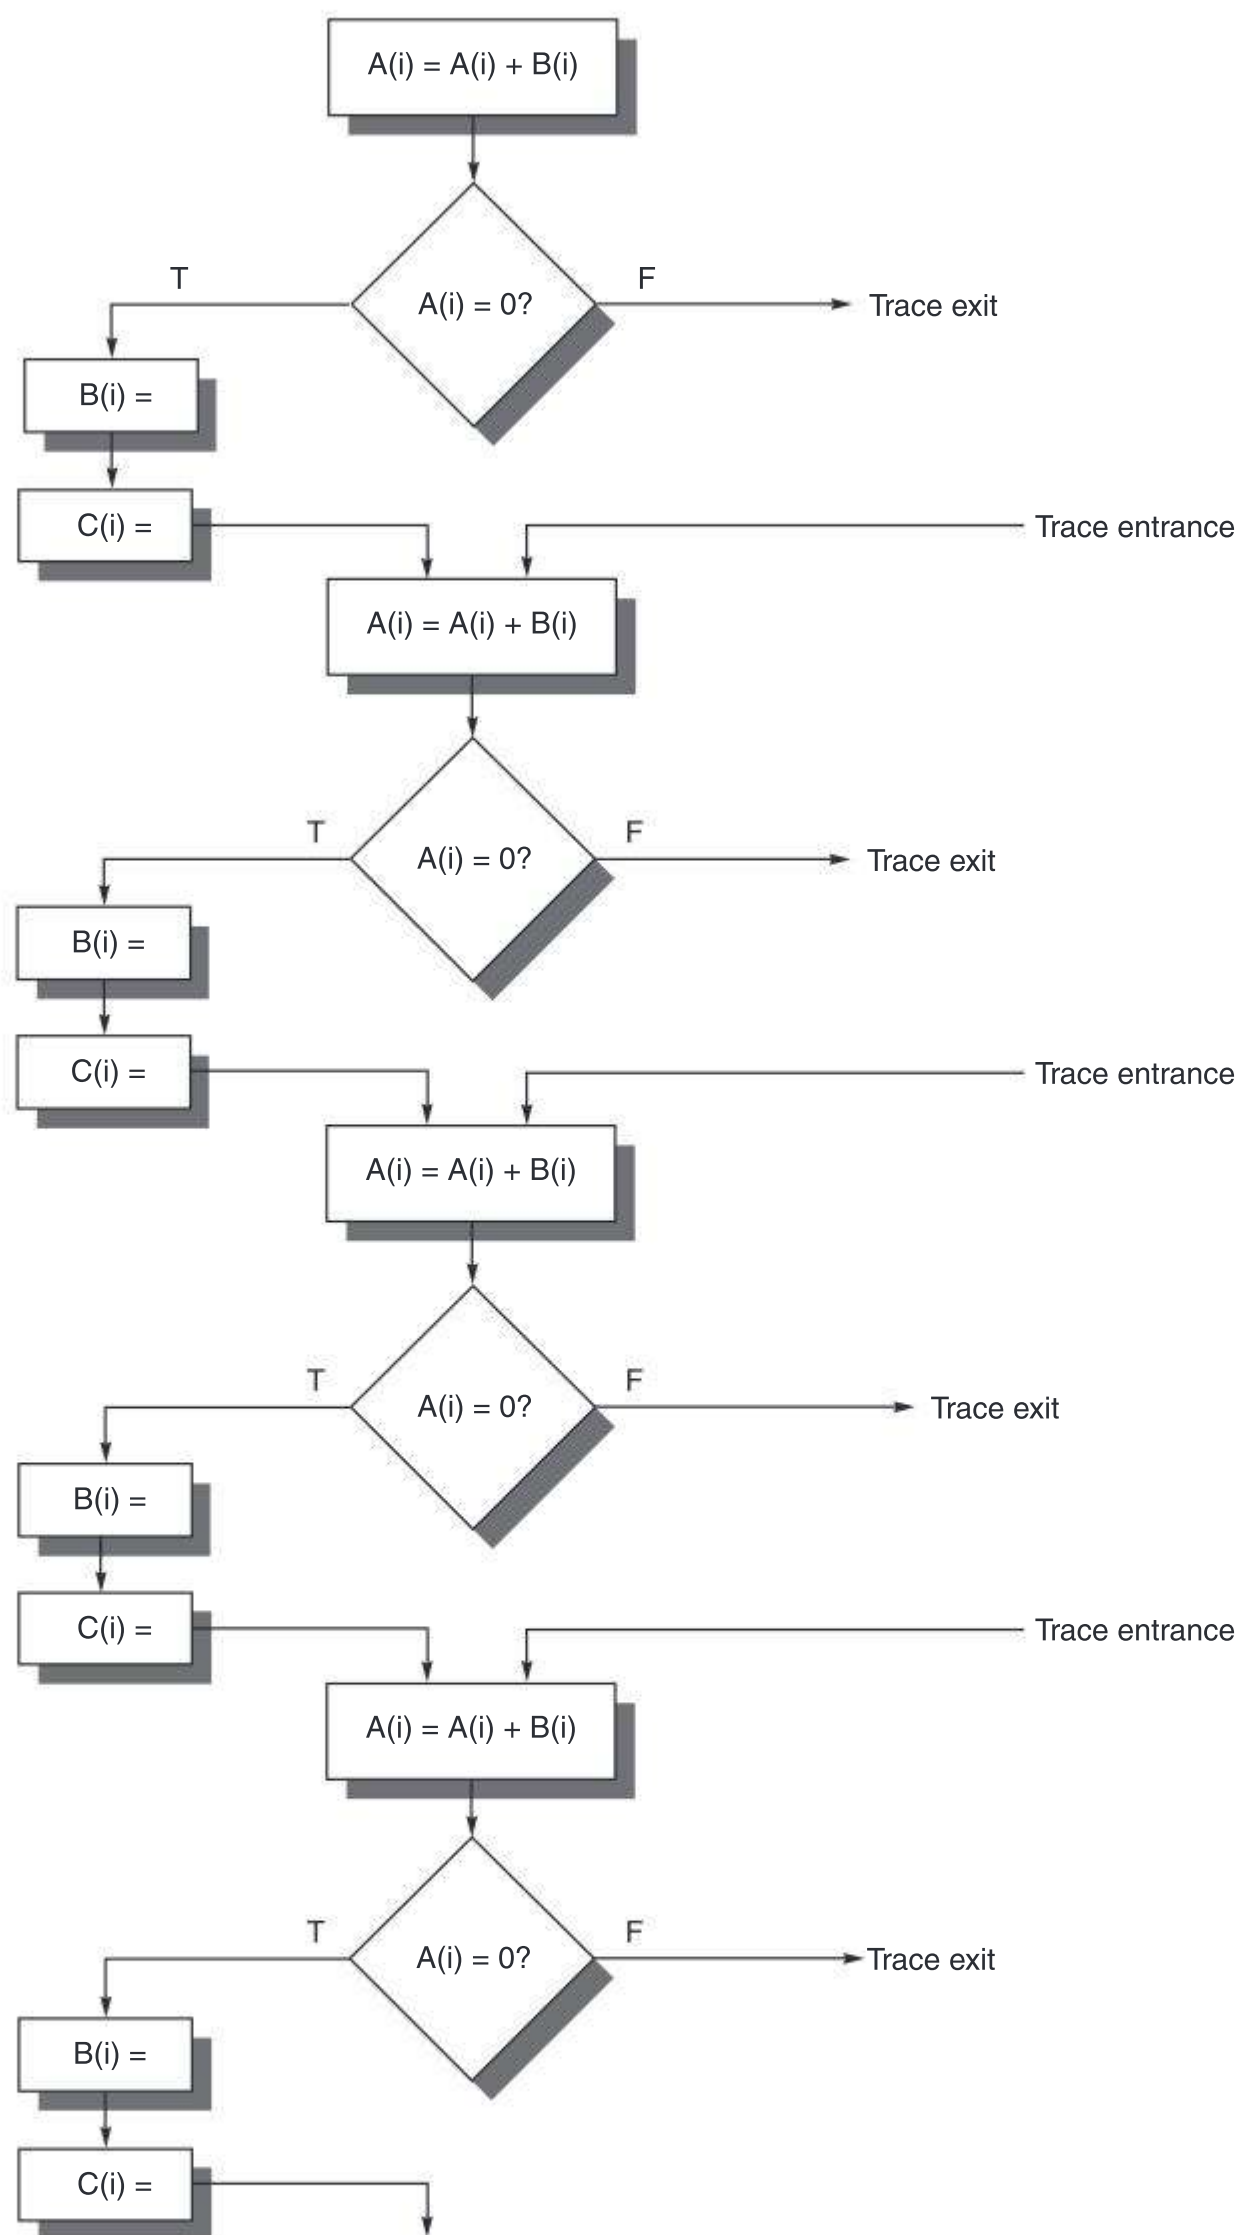 A(i) = A(i) + B(i)
T
F
A(i) = 0?
Trace exit
B(i) =
C(i) =
Trace entrance
A(i) = A(i) + B(i)
T
F
A(i) = 0?
Trace exit
B(i) =
C(i) =
Trace entrance
A(i) = A(i) + B(i)
T
F
A(i) = 0?
Trace exit
B(i) =
C(i) =
Trace entrance
A(i) = A(i) + B(i)
T
F
A(i) = 0?
Trace exit
B(i) =
C(i) =